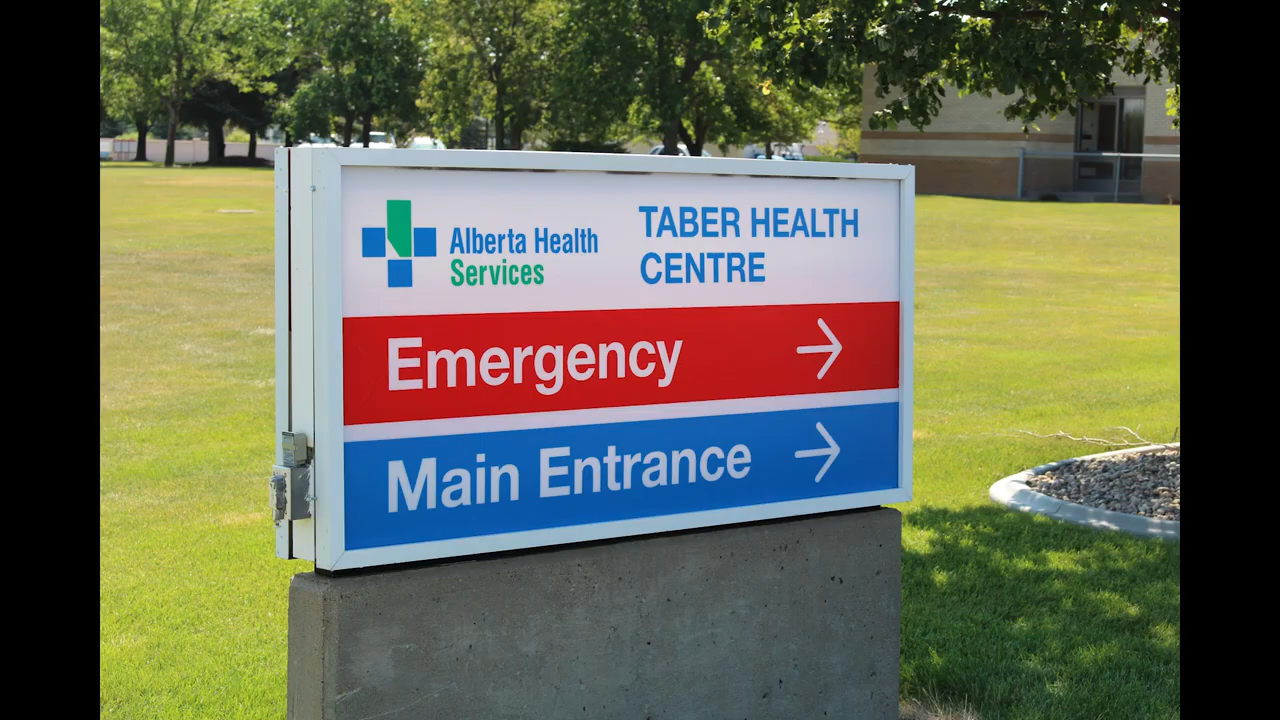 Alberta Health
Services
TABER HEALTH
CENTRE
Emergency
Main Entrance